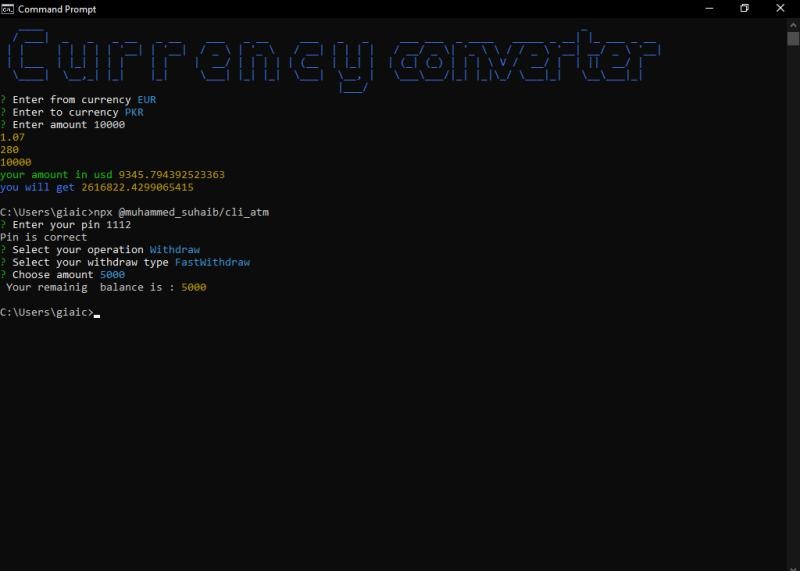 Command Prompt
Currency converter
? Enter from currency EUR
? Enter to currency PKR
? Enter amount 10000
1.07
280
10000
your amount in usd 9345.794392523363
you will get 2616822.4299065415
C:\Users\giaic>npx @muhammed_suhaib/cli_atm
? Enter your pin 1112
Pin is correct
? Select your operation Withdraw
? Select your withdraw type FastWithdraw
? Choose amount 5000
Your remainig  balance is : 5000
C:\Users\giaic>